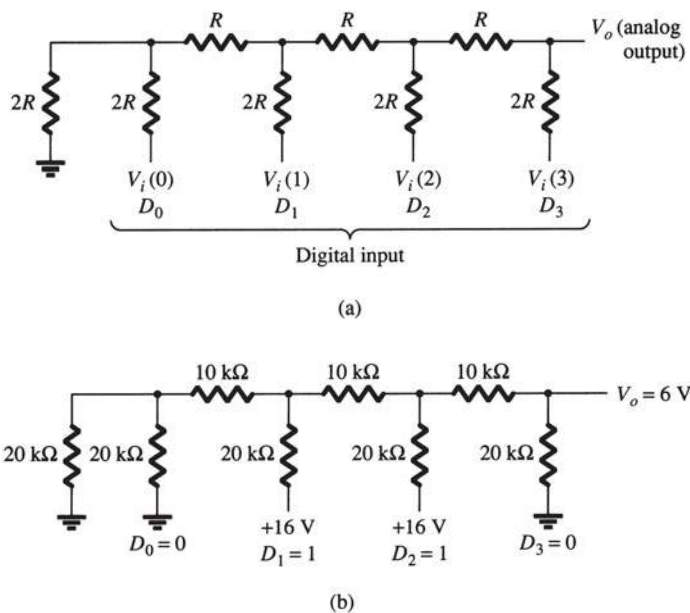 R R R V_o (analog output)
2R 2R 2R 2R 2R
V_i (0) V_i (1) V_i (2) V_i (3)
D_0 D_1 D_2 D_3
Digital input
(a)
10 kΩ 10 kΩ 10 kΩ
V_o = 6 V
20 kΩ 20 kΩ 20 kΩ 20 kΩ 20 kΩ
+16 V +16 V
D_0 = 0 D_1 = 1 D_2 = 1 D_3 = 0
(b)